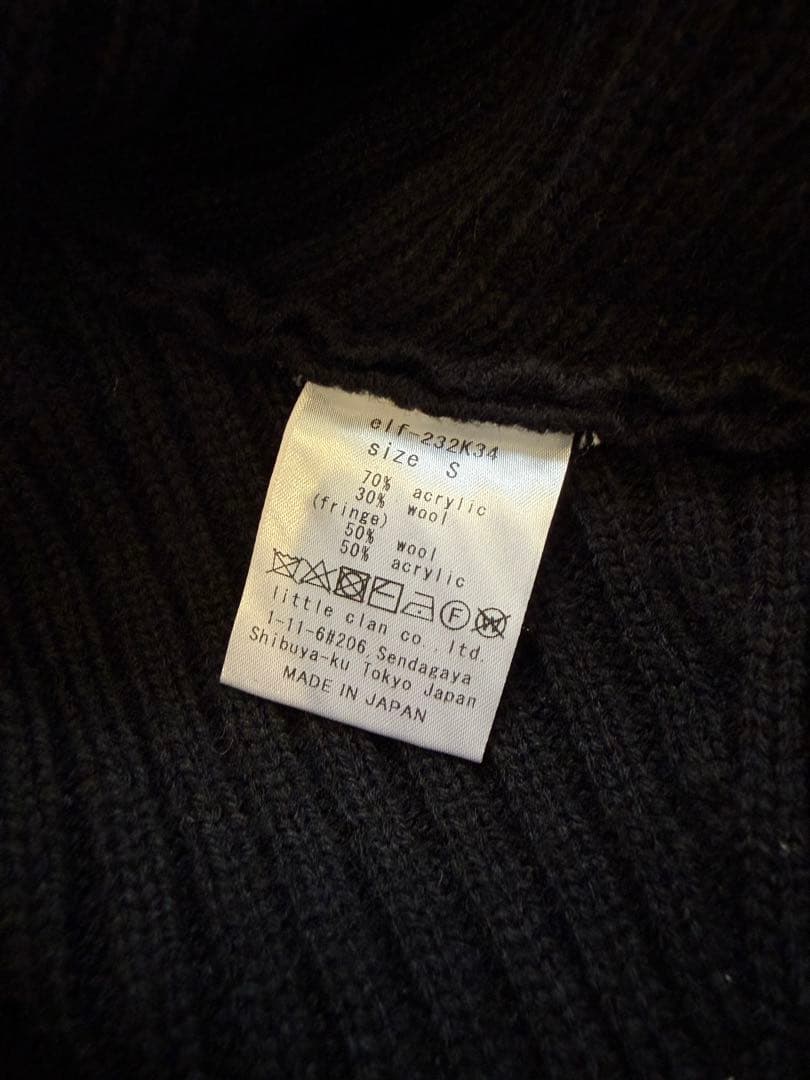 elf-232K34
size S
70% acrylic
30% wool
(fringe)
50% wool
50% acrylic
F W
little clan co.,ltd.
1-11-6#206,Sendagaya
Shibuya-ku Tokyo Japan
MADE IN JAPAN